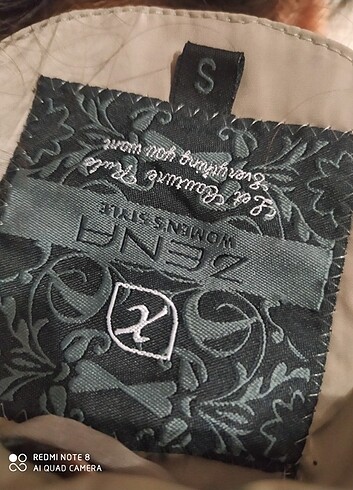 X
ZENA
WOMEN'S STYLE
Let Couture Rule
Everything you want
S
REDMI NOTE 8
AI QUAD CAMERA